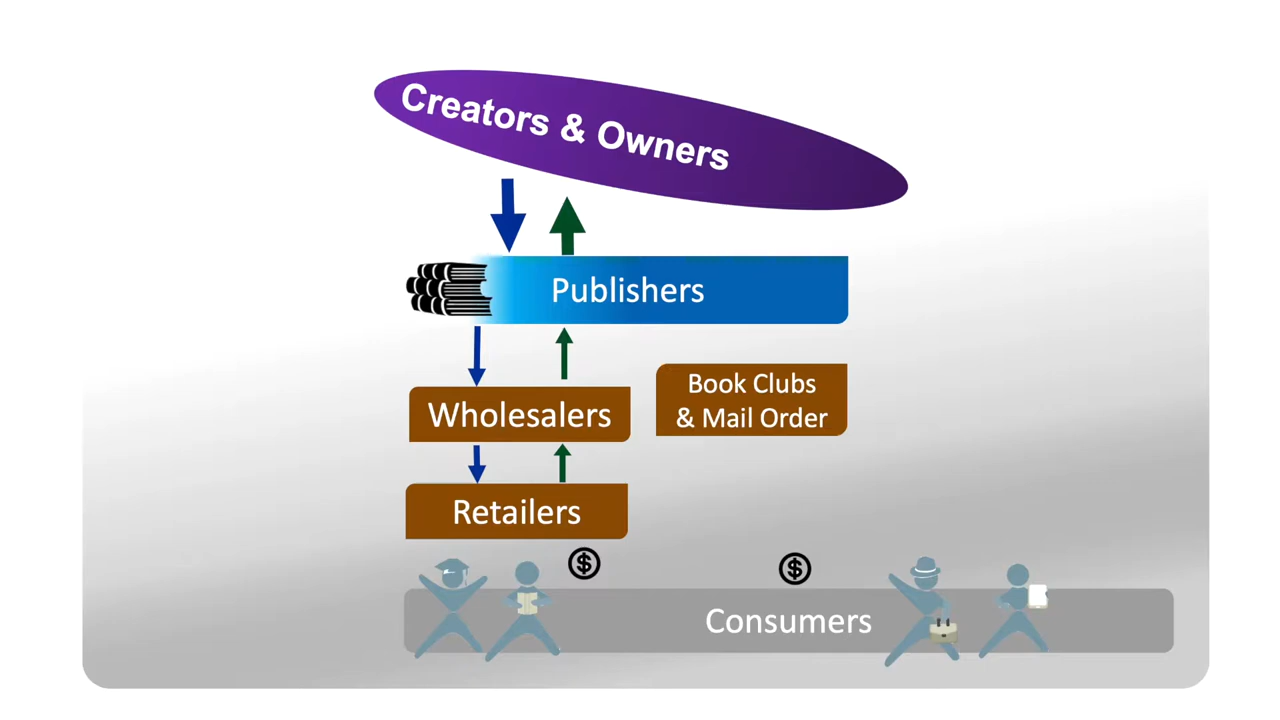 Creators & Owners
Publishers
Wholesalers
Book Clubs
& Mail Order
Retailers
$
$
Consumers